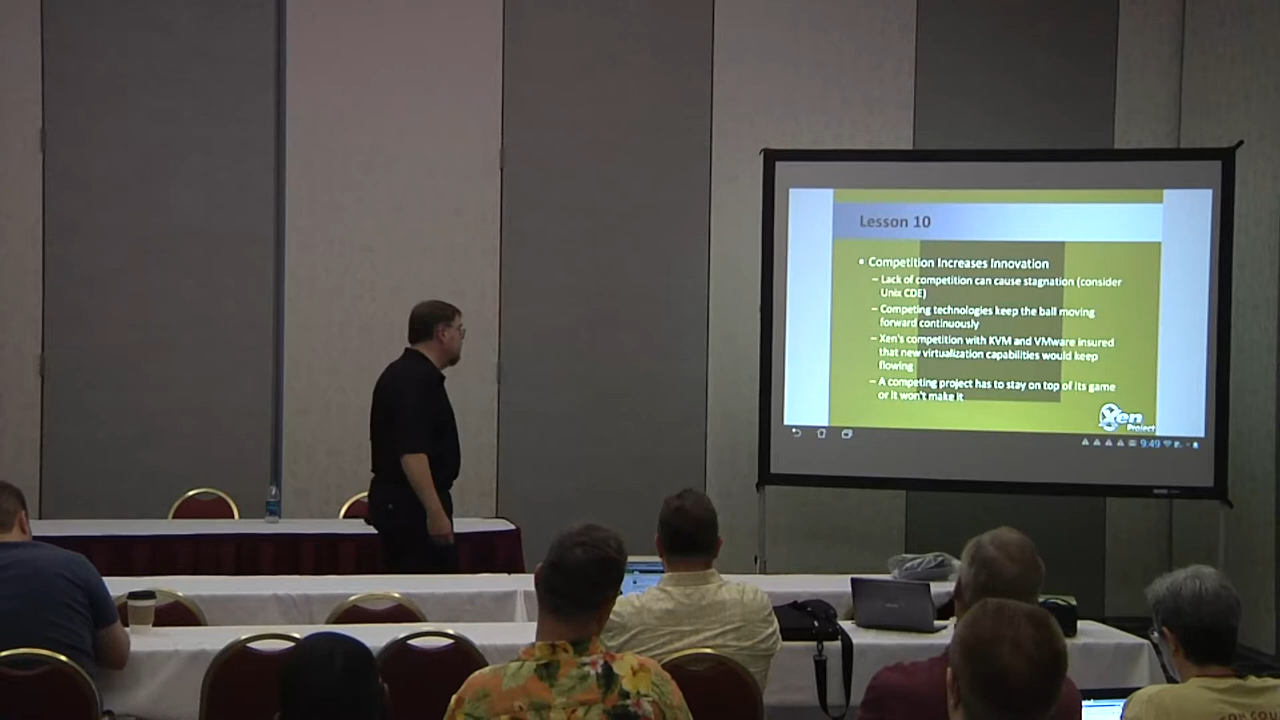 Lesson 10
• Competition Increases Innovation
– Lack of competition can cause stagnation (consider
Unix CDE)
– Competing technologies keep the ball moving
forward continuously
– Xen's competition with KVM and VMware insured
that new virtualization capabilities would keep
flowing
– A competing project has to stay on top of its game
or it won't make it
Xen
Project
9:49